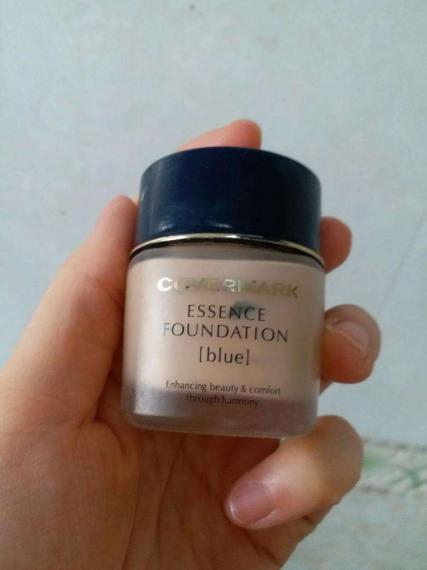 COVERMARK
ESSENCE
FOUNDATION
[blue]
Enhancing beauty & comfort
through harmony